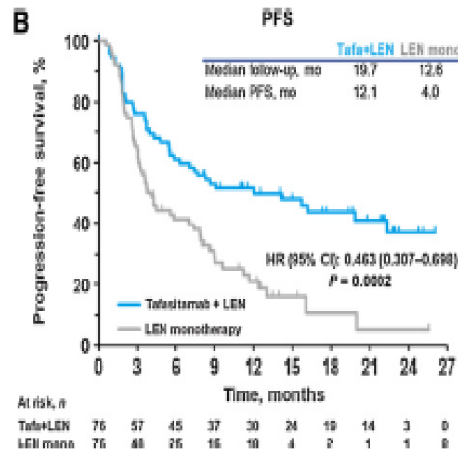 B
PFS
Tafa+LEN LEN mono
Median follow-up, mo 19.7 12.6
Median PFS, mo 12.1 4.0
Progression-free survival, %
100
80
60
40
20
0
HR (95% CI): 0.463 (0.307–0.698)
P = 0.0002
Tafasitamab + LEN
LEN monotherapy
0 3 6 9 12 15 18 21 24 27
Time, months
At risk, n
Tafa+LEN 76 57 45 37 30 24 19 14 3 0
LEN mono 76 40 25 16 10 4 2 1 1 0